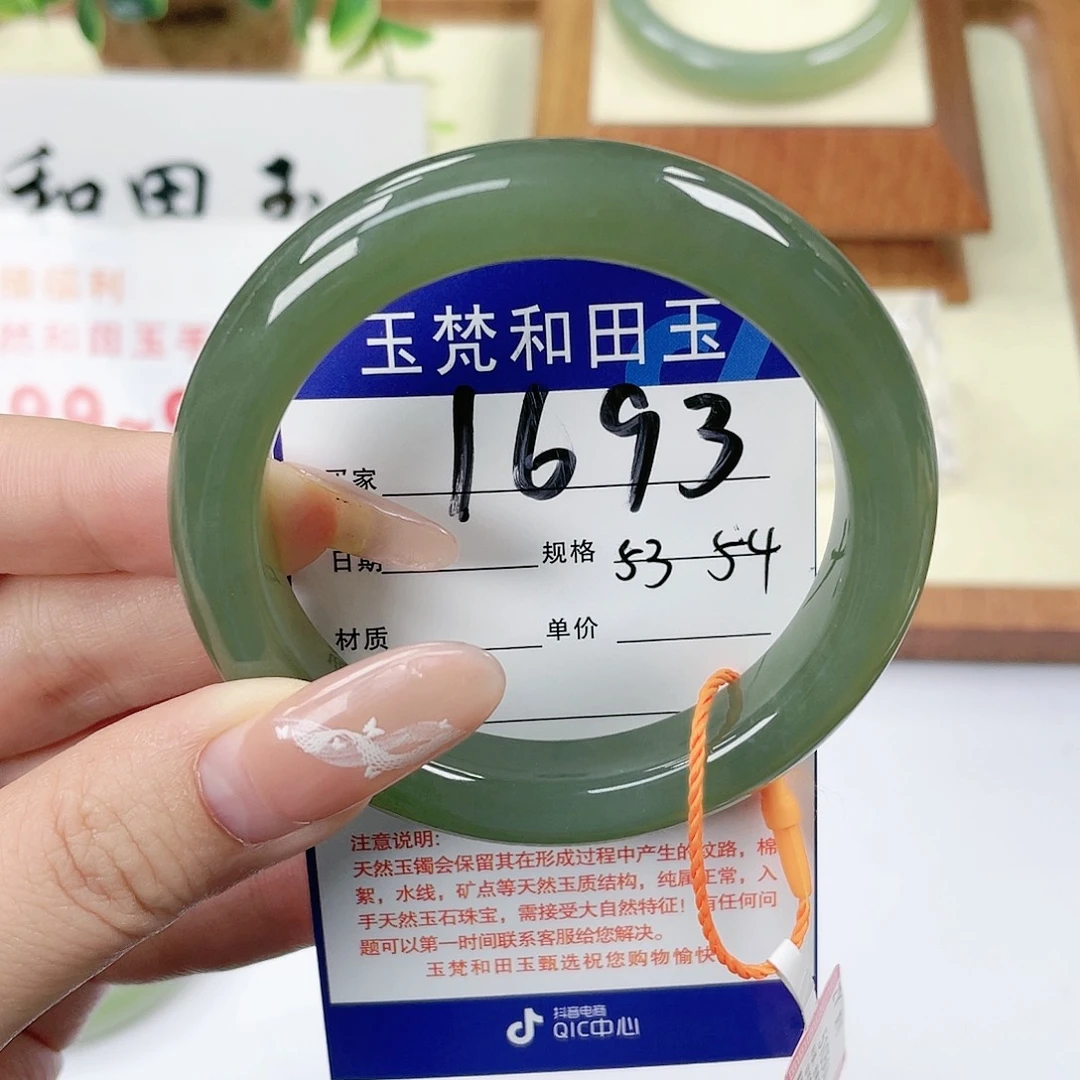 和田玉
玉梵和田玉
1693
买家
日期 规格 53 54
材质 单价
注意说明:
天然玉镯会保留其在形成过程中产生的纹路，棉
絮，水线，矿点等天然玉质结构，纯属正常，入
手天然玉石珠宝，需接受大自然特征！有任何问
题可以第一时间联系客服给您解决。
玉梵和田玉甄选祝您购物愉快
抖音电商
QIC中心